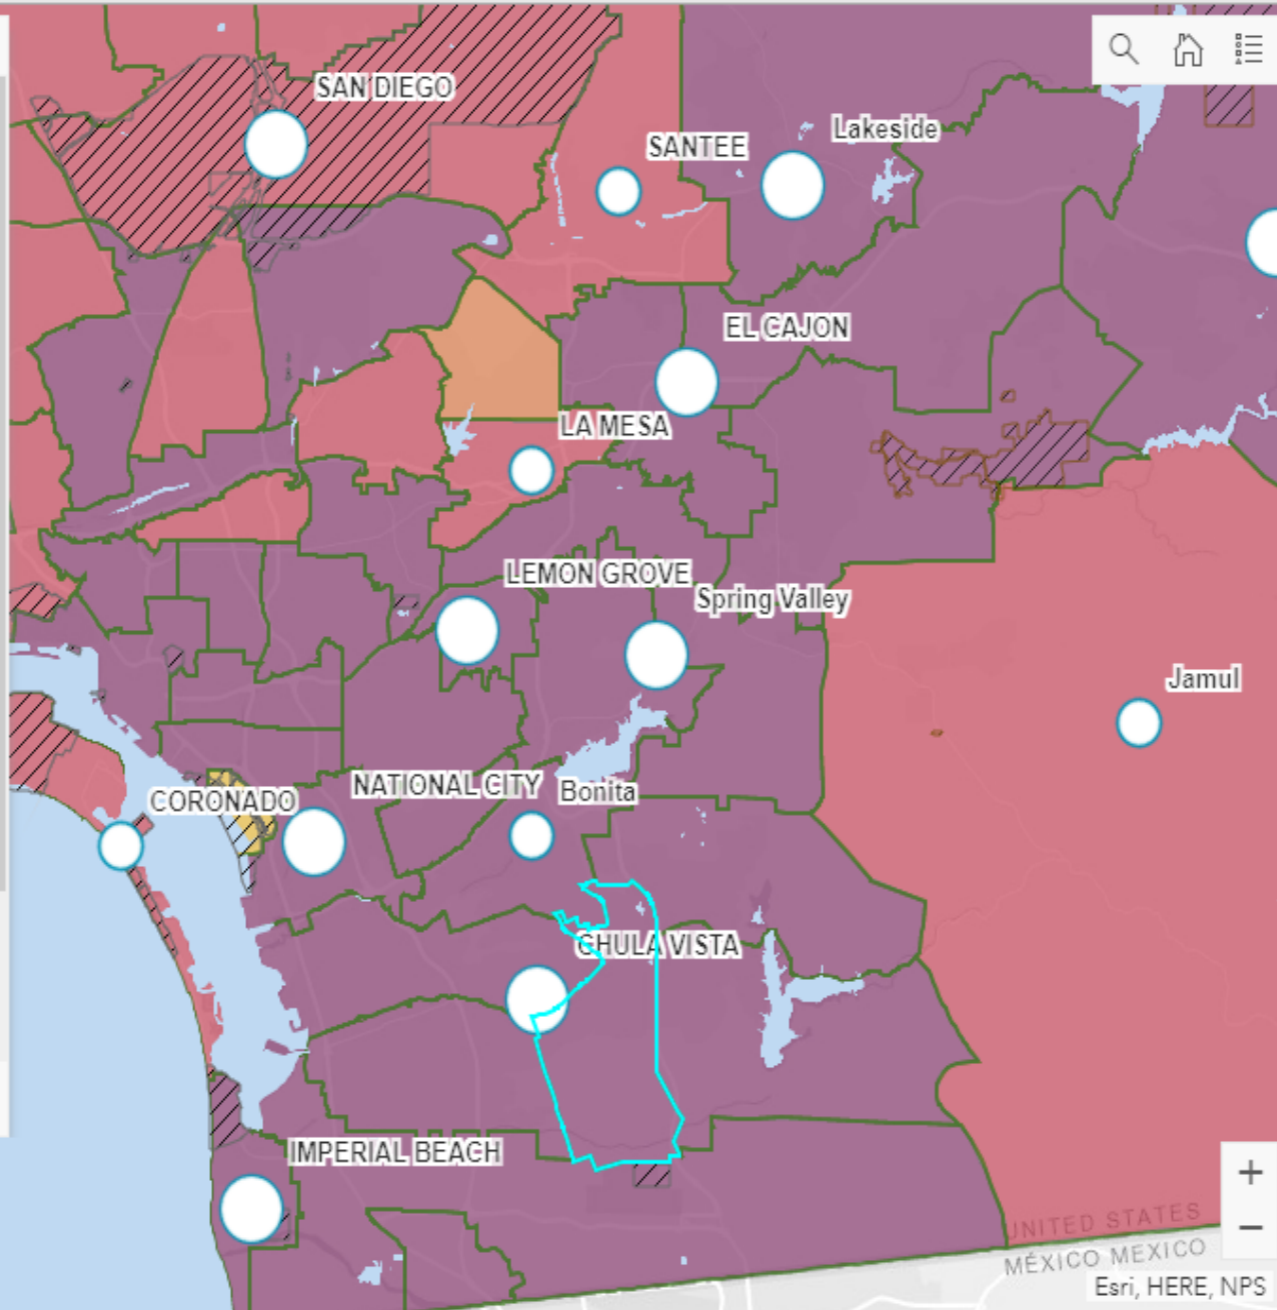 SAN DIEGO
Lakeside
SANTEE
EL CAJON
LA MESA
LEMON GROVE
Spring Valley
Jamul
NATIONAL CITY
Bonita
CORONADO
CHULA VISTA
IMPERIAL BEACH
+
−
UNITED STATES
MÉXICO MEXICO
Esri, HERE, NPS